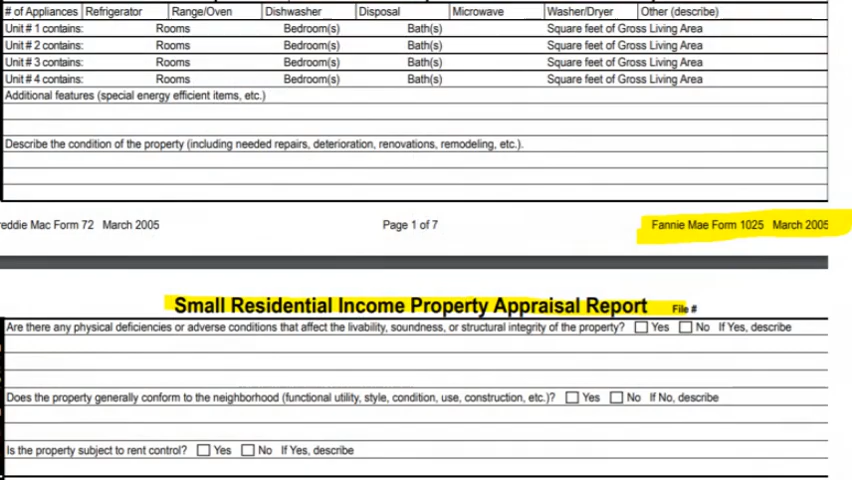 # of Appliances Refrigerator Range/Oven Dishwasher Disposal Microwave Washer/Dryer Other (describe)
Unit # 1 contains: Rooms Bedroom(s) Bath(s) Square feet of Gross Living Area
Unit # 2 contains: Rooms Bedroom(s) Bath(s) Square feet of Gross Living Area
Unit # 3 contains: Rooms Bedroom(s) Bath(s) Square feet of Gross Living Area
Unit # 4 contains: Rooms Bedroom(s) Bath(s) Square feet of Gross Living Area
Additional features (special energy efficient items, etc.)
Describe the condition of the property (including needed repairs, deterioration, renovations, remodeling, etc.).
reddie Mac Form 72 March 2005 Page 1 of 7 Fannie Mae Form 1025 March 2005
Small Residential Income Property Appraisal Report File #
Are there any physical deficiencies or adverse conditions that affect the livability, soundness, or structural integrity of the property? Yes No If Yes, describe
Does the property generally conform to the neighborhood (functional utility, style, condition, use, construction, etc.)? Yes No If No, describe
Is the property subject to rent control? Yes No If Yes, describe